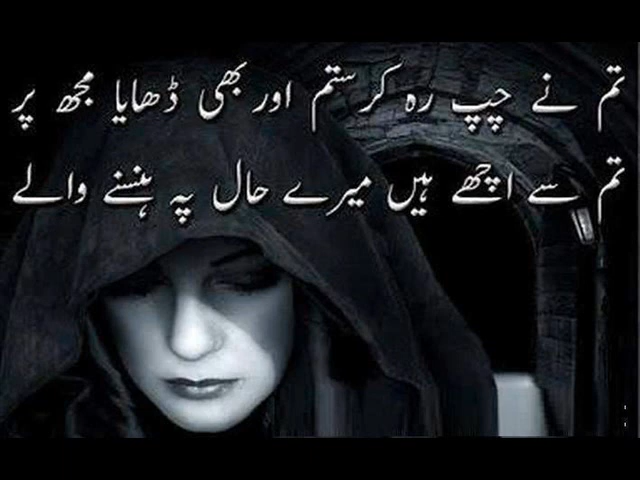 تم نے چپ رہ کر ستم اور بھی ڈھایا مجھ پر
تم سے اچھے ہیں میرے حال پہ ہنسنے والے